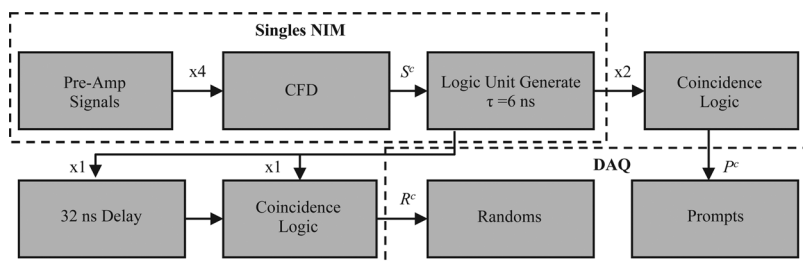 Singles NIM
Pre-Amp
Signals
x4
CFD
Sᶜ
Logic Unit Generate
τ =6 ns
x2
Coincidence
Logic
x1
x1
DAQ
Pᶜ
32 ns Delay
Coincidence
Logic
Rᶜ
Randoms
Prompts